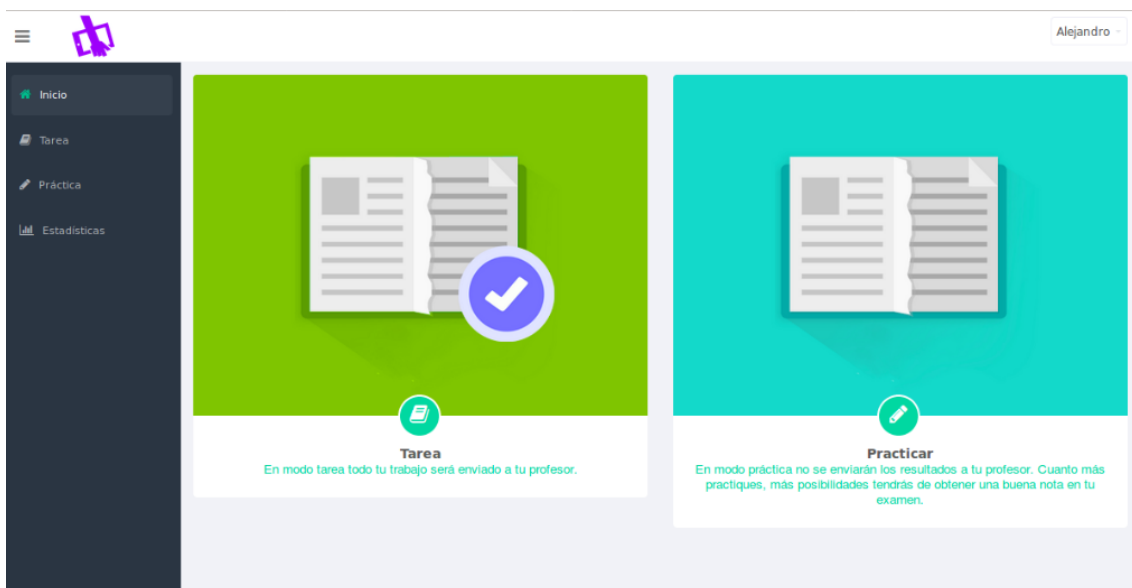 Alejandro
Inicio
Tarea
Práctica
Estadísticas
Tarea
En modo tarea todo tu trabajo será enviado a tu profesor.
Practicar
En modo práctica no se enviarán los resultados a tu profesor. Cuanto más
practiques, más posibilidades tendrás de obtener una buena nota en tu
examen.